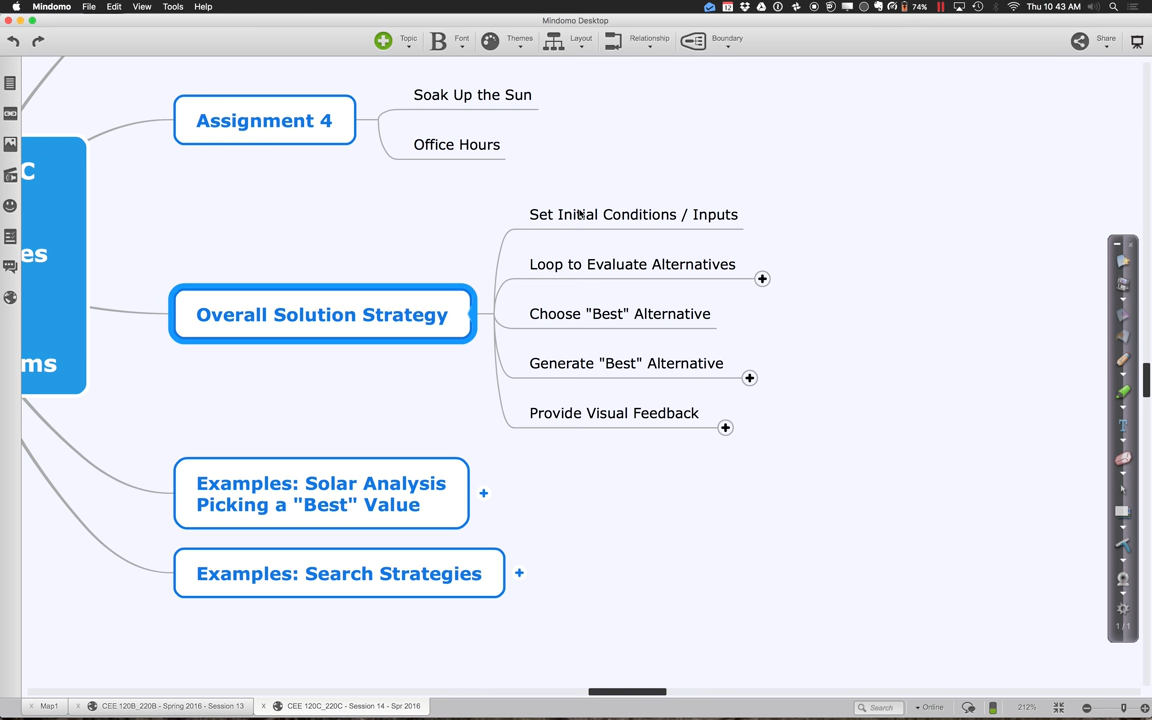 Mindomo File Edit View Tools Help
74% Thu 10 43 AM
Mindomo Desktop
Topic Font Themes Layout Relationship Boundary Share
Assignment 4
Soak Up the Sun
Office Hours
C
es
ms
Overall Solution Strategy
Set Initial Conditions / Inputs
Loop to Evaluate Alternatives
Choose "Best" Alternative
Generate "Best" Alternative
Provide Visual Feedback
Examples: Solar Analysis
Picking a "Best" Value
Examples: Search Strategies
1 / 1
x Map1 x CEE 120B_220B - Spring 2016 - Session 13 x CEE 120C_220C - Session 14 - Spr 2016 Search Online 212%